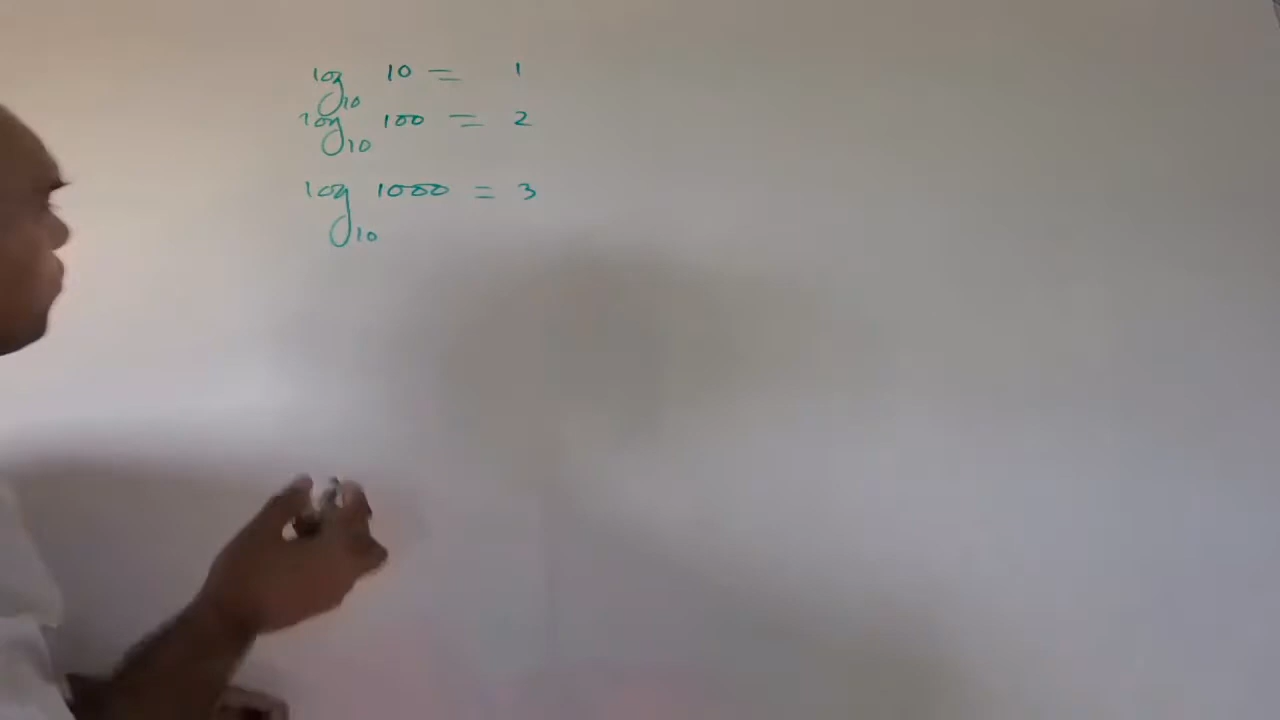 log₁₀ 10 = 1
log₁₀ 100 = 2
log₁₀ 1000 = 3